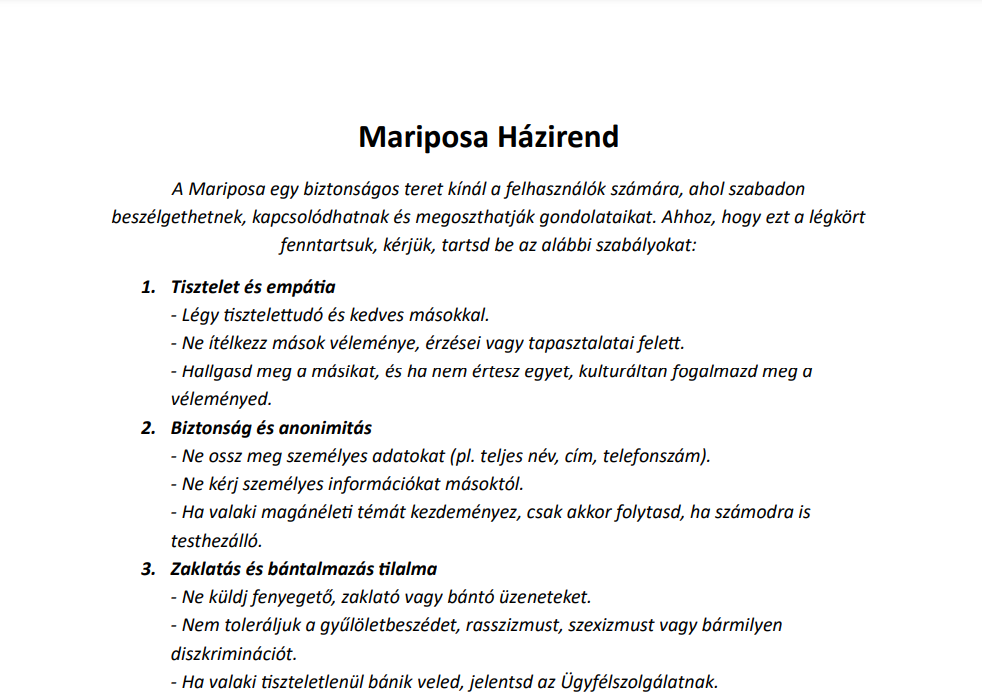 Mariposa Házirend
A Mariposa egy biztonságos teret kínál a felhasználók számára, ahol szabadon
beszélgethetnek, kapcsolódhatnak és megoszthatják gondolataikat. Ahhoz, hogy ezt a légkört
fenntartsuk, kérjük, tartsd be az alábbi szabályokat:
1. Tisztelet és empátia
- Légy tisztelettudó és kedves másokkal.
- Ne ítélkezz mások véleménye, érzései vagy tapasztalatai felett.
- Hallgasd meg a másikat, és ha nem értesz egyet, kulturáltan fogalmazd meg a
véleményed.
2. Biztonság és anonimitás
- Ne ossz meg személyes adatokat (pl. teljes név, cím, telefonszám).
- Ne kérj személyes információkat másoktól.
- Ha valaki magánéleti témát kezdeményez, csak akkor folytasd, ha számodra is
testhezálló.
3. Zaklatás és bántalmazás tilalma
- Ne küldj fenyegető, zaklató vagy bántó üzeneteket.
- Nem toleráljuk a gyűlöletbeszédet, rasszizmust, szexizmust vagy bármilyen
diszkriminációt.
- Ha valaki tiszteletlenül bánik veled, jelentsd az Ügyfélszolgálatnak.